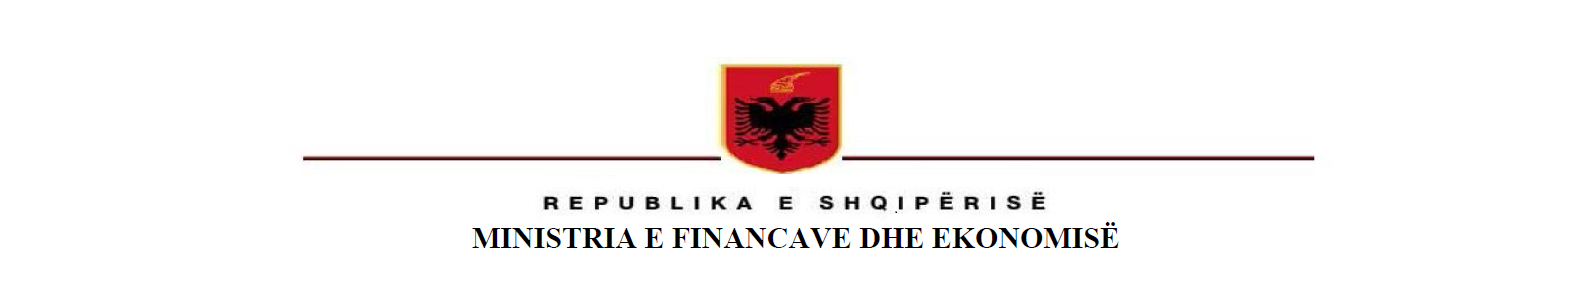 REPUBLIKA E SHQIPËRISË
MINISTRIA E FINANCAVE DHE EKONOMISË